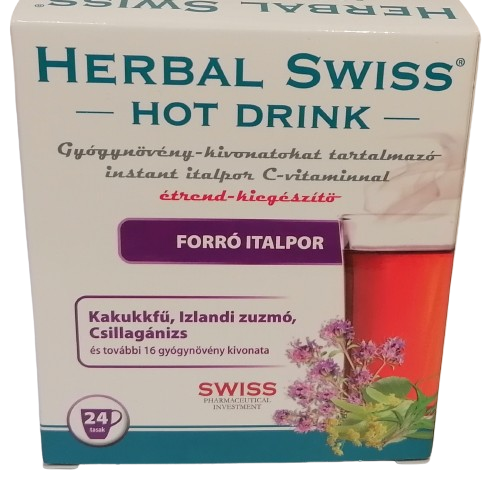 HERBAL SWISS
HERBAL SWISS®
— HOT DRINK —
Gyógynövény-kivonatokat tartalmazó
instant italpor C-vitaminnal
étrend-kiegészítő
FORRÓ ITALPOR
Kakukkfű, Izlandi zuzmó,
Csillagánizs
és további 16 gyógynövény kivonata
SWISS
PHARMACEUTICAL
INVESTMENT
24
tasak